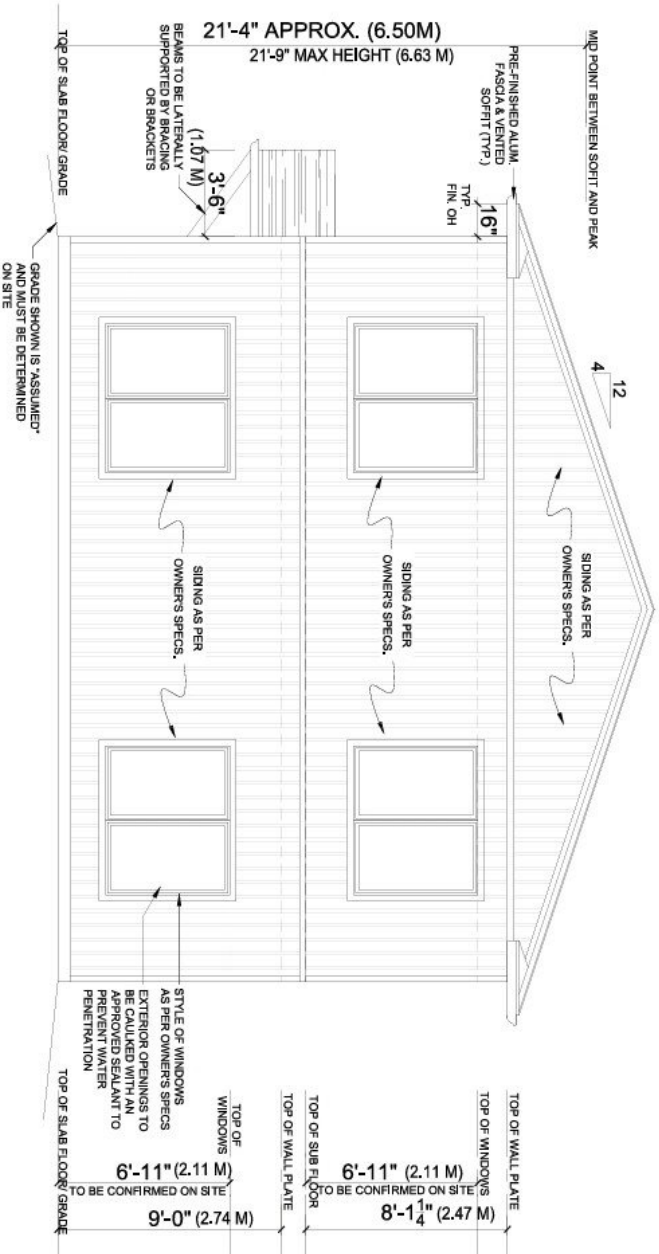 21'-4" APPROX. (6.50M)
21'-9" MAX HEIGHT (6.63 M)
MID POINT BETWEEN SOFIT AND PEAK
PRE-FINISHED ALUM
FASCIA & VENTED
SOFFIT (TYP.)
16"
TYP.
FIN. OH
12
4
BEAMS TO BE LATERALLY
SUPPORTED BY BRACING
OR BRACKETS
3'-6"
(1.07 M)
TOP OF SLAB FLOOR/ GRADE
GRADE SHOWN IS "ASSUMED"
AND MUST BE DETERMINED
ON SITE
SIDING AS PER
OWNER'S SPECS.
SIDING AS PER
OWNER'S SPECS.
SIDING AS PER
OWNER'S SPECS.
STYLE OF WINDOWS
AS PER OWNER'S SPECS
EXTERIOR OPENINGS TO
BE CAULKED WITH AN
APPROVED SEALANT TO
PREVENT WATER
PENETRATION
TOP OF WALL PLATE
TOP OF WINDOWS
6'-11" (2.11 M)
TO BE CONFIRMED ON SITE
8'-1 1/4" (2.47 M)
TOP OF SUB FLOOR
TOP OF WALL PLATE
TOP OF
WINDOWS
6'-11" (2.11 M)
TO BE CONFIRMED ON SITE
9'-0" (2.74 M)
TOP OF SLAB FLOOR/ GRADE